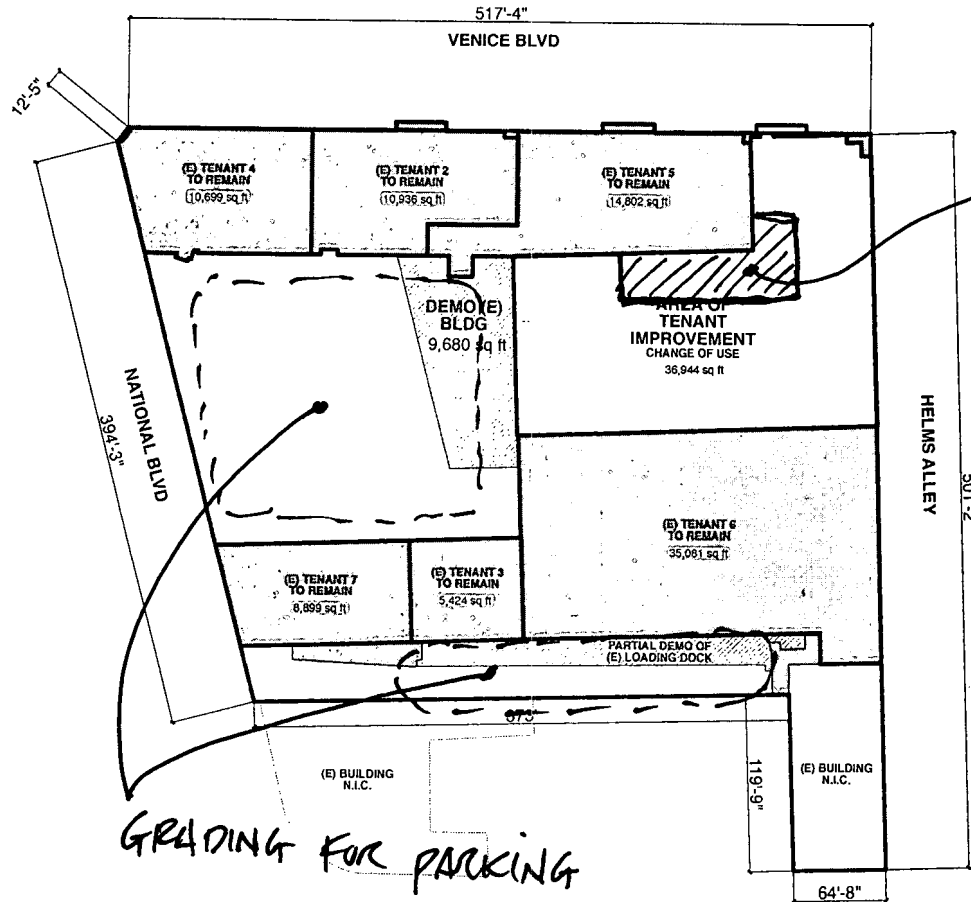 517'-4"
VENICE BLVD
12'-5"
(E) TENANT 4
TO REMAIN
10,699 sq ft
(E) TENANT 2
TO REMAIN
10,936 sq ft
(E) TENANT 5
TO REMAIN
14,802 sq ft
DEMO (E)
BLDG
9,680 sq ft
AREA OF
TENANT
IMPROVEMENT
CHANGE OF USE
36,944 sq ft
NATIONAL BLVD
394'-3"
HELMS ALLEY
501'-2"
(E) TENANT 6
TO REMAIN
35,081 sq ft
(E) TENANT 7
TO REMAIN
8,899 sq ft
(E) TENANT 3
TO REMAIN
5,424 sq ft
PARTIAL DEMO OF
(E) LOADING DOCK
373'
(E) BUILDING
N.I.C.
119'-9"
(E) BUILDING
N.I.C.
GRADING FOR PARKING
64'-8"